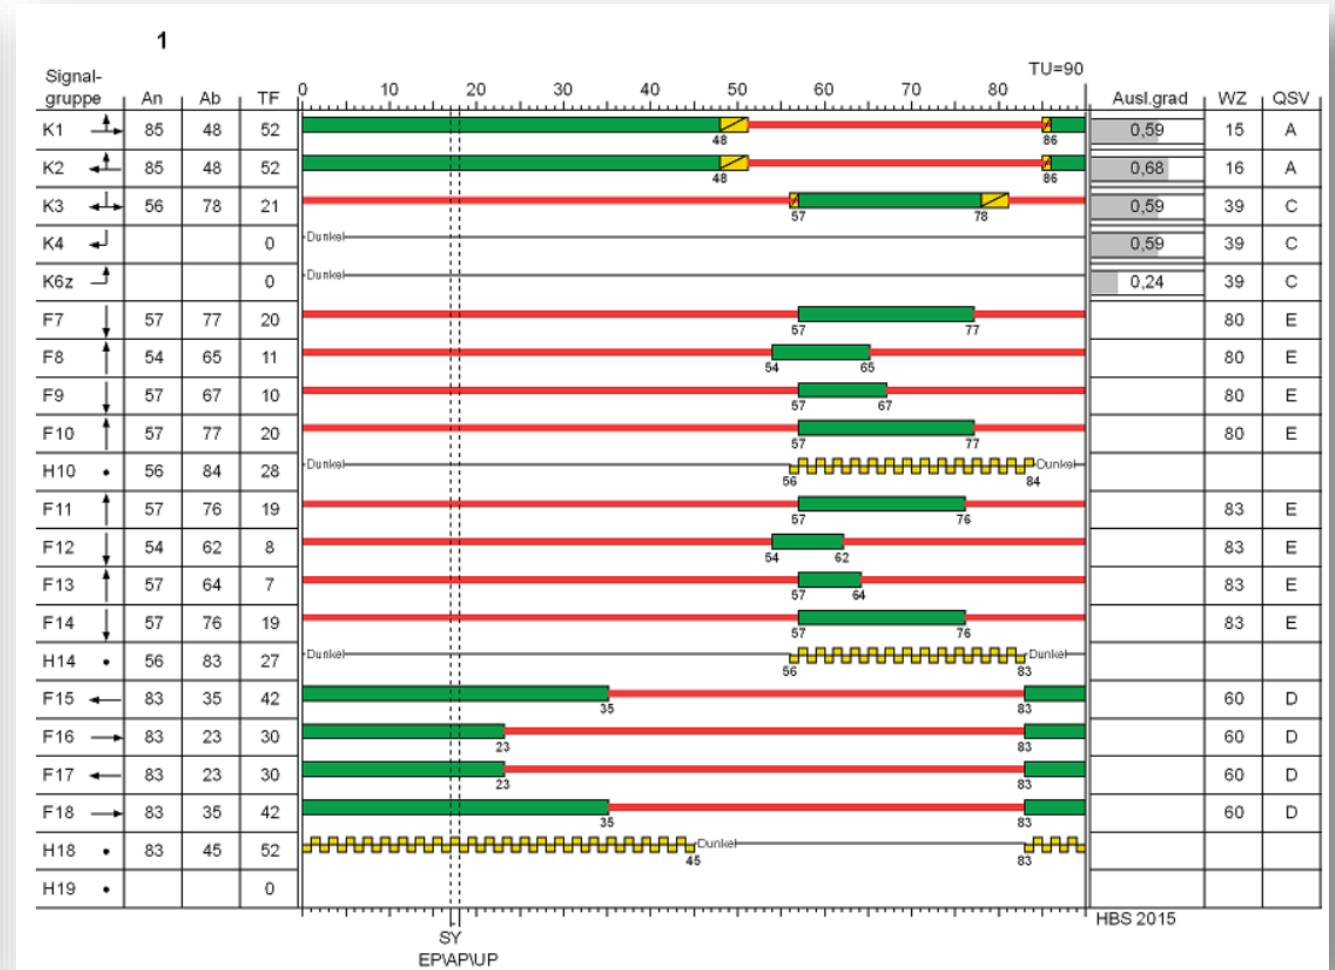 1
TU=90
Signal-
gruppe An Ab TF 0 10 20 30 40 50 60 70 80 Ausl.grad WZ QSV
K1 85 48 52 48 86 0,59 15 A
K2 85 48 52 48 86 0,68 16 A
K3 56 78 21 57 78 0,59 39 C
K4 0 Dunkel 0,59 39 C
K6z 0 Dunkel 0,24 39 C
F7 57 77 20 57 77 80 E
F8 54 65 11 54 65 80 E
F9 57 67 10 57 67 80 E
F10 57 77 20 57 77 80 E
H10 56 84 28 Dunkel 56 84 Dunkel
F11 57 76 19 57 76 83 E
F12 54 62 8 54 62 83 E
F13 57 64 7 57 64 83 E
F14 57 76 19 57 76 83 E
H14 56 83 27 Dunkel 56 83 Dunkel
F15 83 35 42 35 83 60 D
F16 83 23 30 23 83 60 D
F17 83 23 30 23 83 60 D
F18 83 35 42 35 83 60 D
H18 83 45 52 45 Dunkel 83
H19 0
HBS 2015
SY
EP\AP\UP